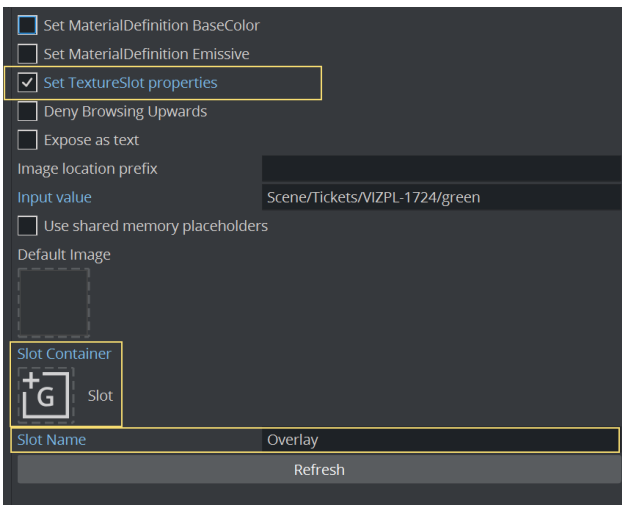 Set MaterialDefinition BaseColor
Set MaterialDefinition Emissive
Set TextureSlot properties
Deny Browsing Upwards
Expose as text
Image location prefix
Input value Scene/Tickets/VIZPL-1724/green
Use shared memory placeholders
Default Image
Slot Container
+G Slot
Slot Name Overlay
Refresh